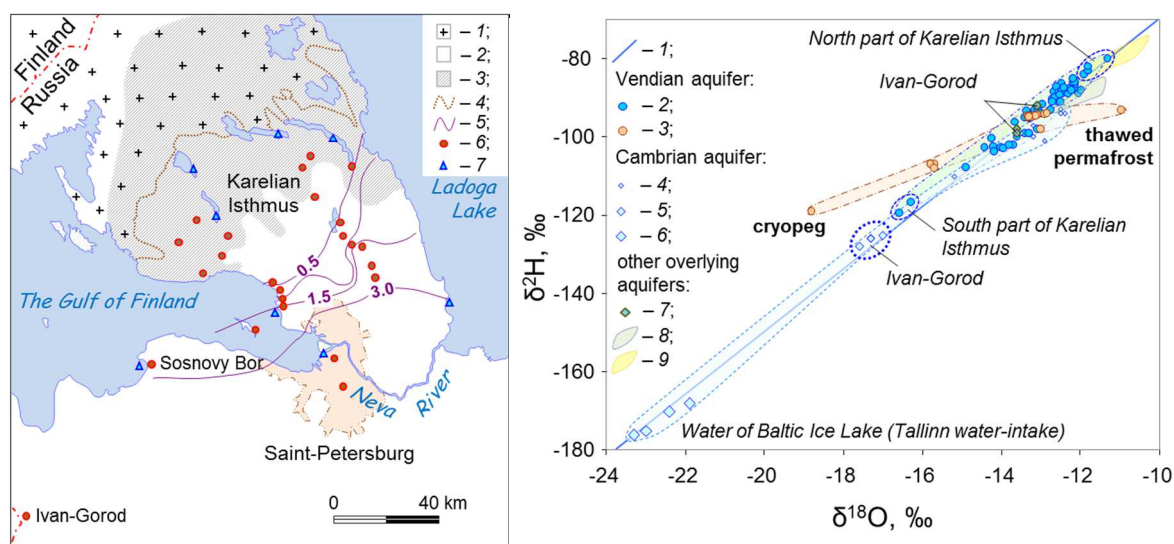 Finland
Russia
– 1;
– 2;
– 3;
– 4;
– 5;
– 6;
– 7
Karelian
Isthmus
Ladoga
Lake
0.5
1.5
3.0
The Gulf of Finland
Sosnovy Bor
Neva
River
Saint-Petersburg
Ivan-Gorod
0
40 km
δ²H, ‰
-80
-100
-120
-140
-160
-180
-24
-22
-20
-18
-16
-14
-12
-10
δ¹⁸O, ‰
– 1;
Vendian aquifer:
– 2;
– 3;
Cambrian aquifer:
– 4;
– 5;
– 6;
other overlying
aquifers:
– 7;
– 8;
– 9
North part of Karelian Isthmus
Ivan-Gorod
thawed
permafrost
cryopeg
South part of Karelian
Isthmus
Ivan-Gorod
Water of Baltic Ice Lake (Tallinn water-intake)